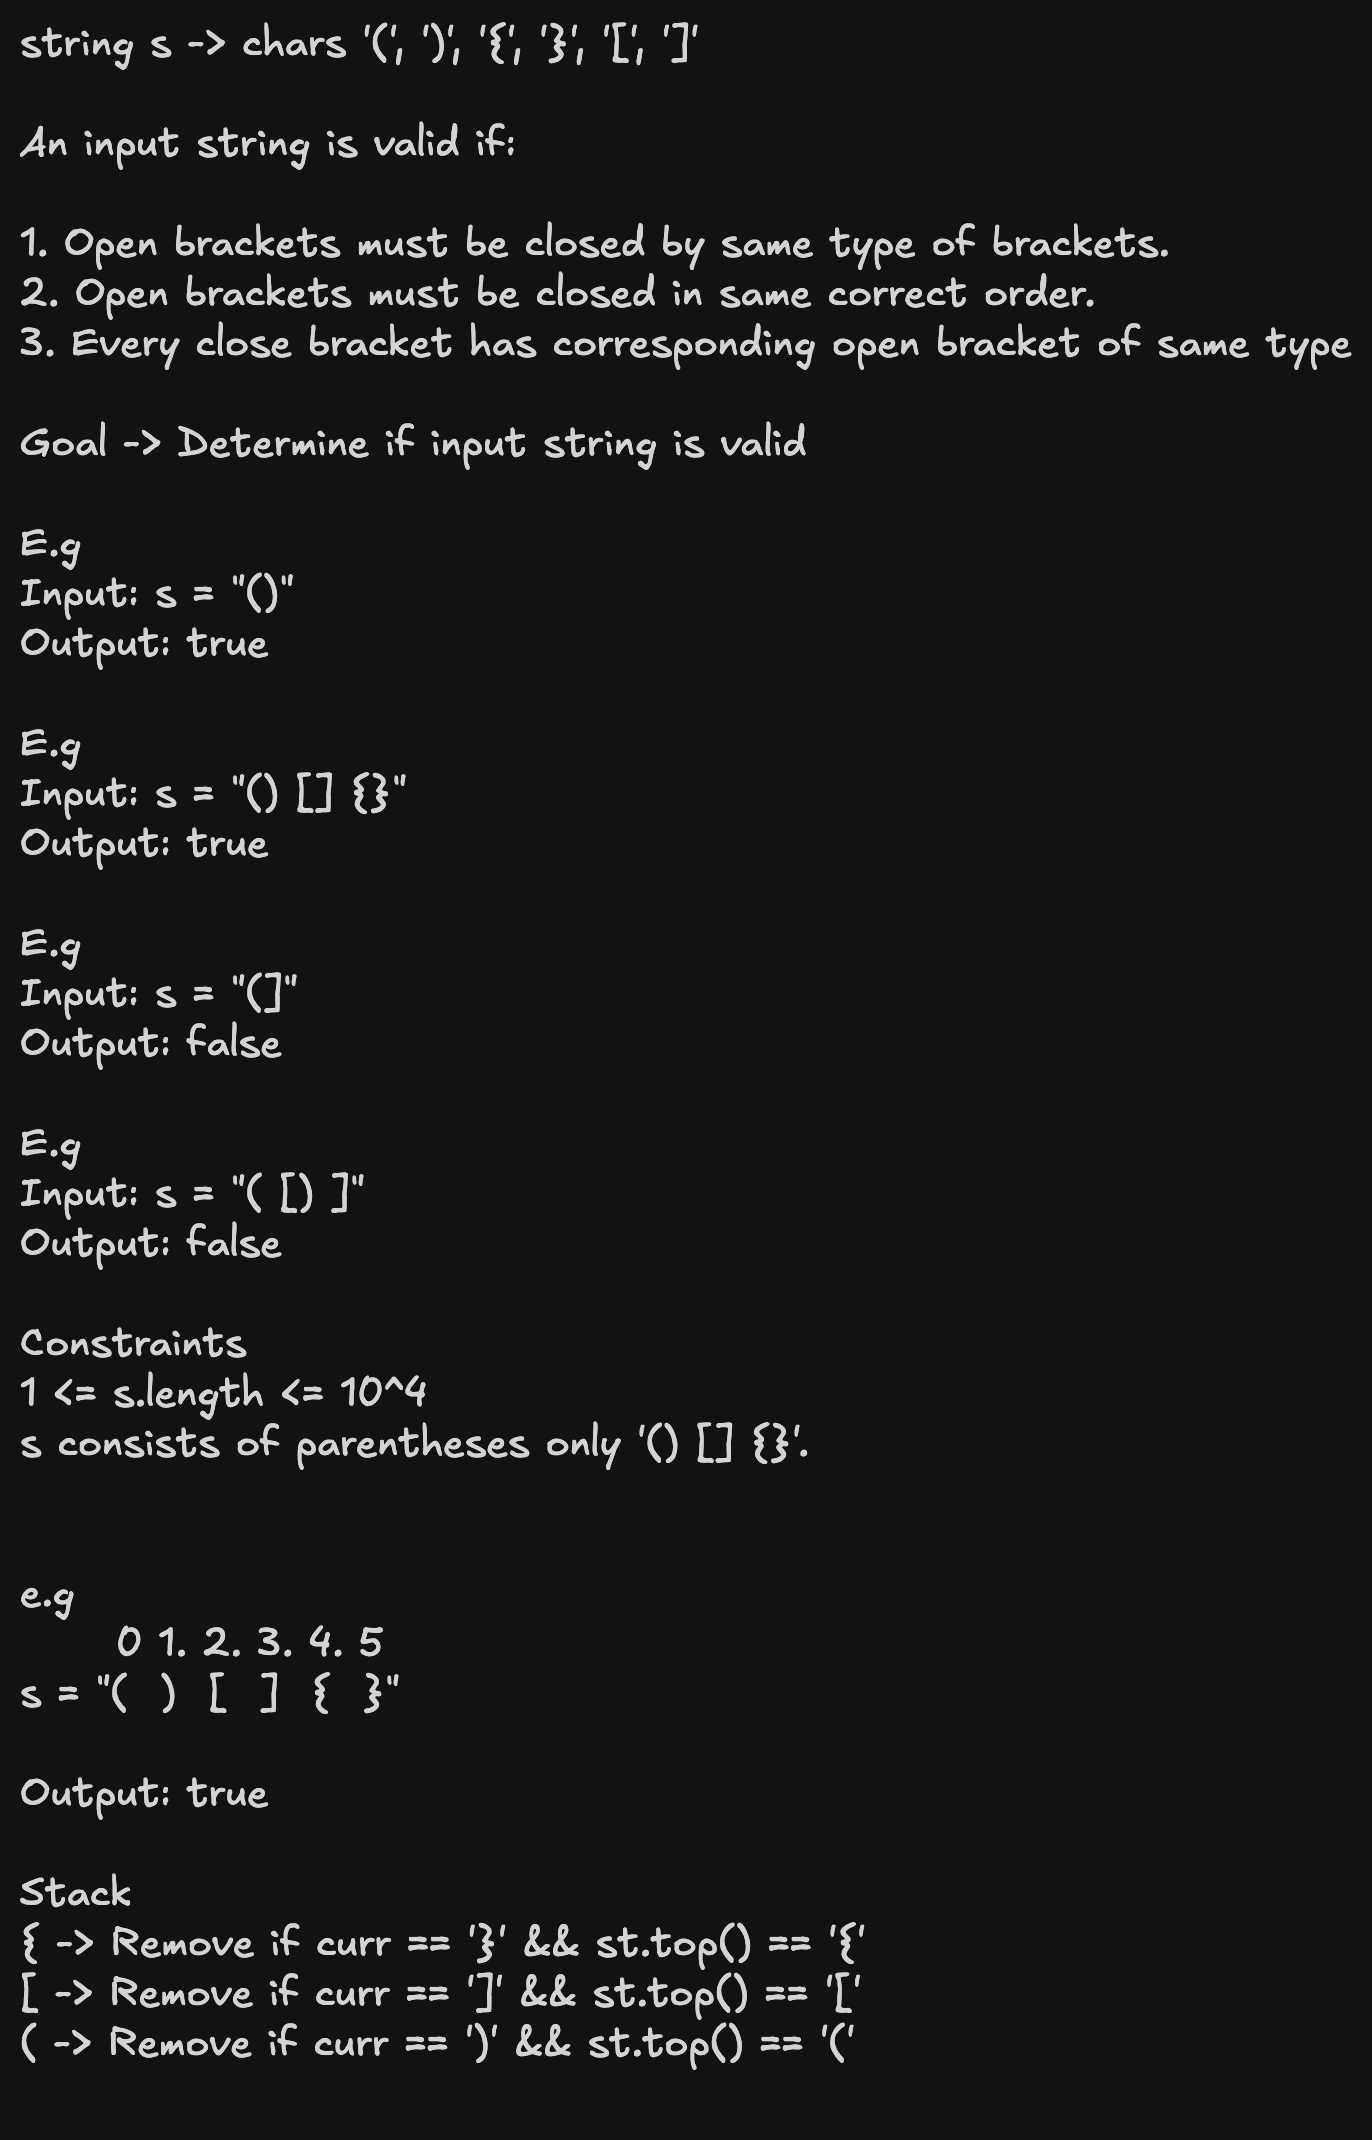 string s -> chars '(', ')', '{', '}', '[', ']'
An input string is valid if:
1. Open brackets must be closed by same type of brackets.
2. Open brackets must be closed in same correct order.
3. Every close bracket has corresponding open bracket of same type
Goal -> Determine if input string is valid
E.g
Input: s = "()"
Output: true
E.g
Input: s = "() [] {}"
Output: true
E.g
Input: s = "(]"
Output: false
E.g
Input: s = "( [) ]"
Output: false
Constraints
1 <= s.length <= 10^4
s consists of parentheses only '() [] {}'.
e.g
0 1. 2. 3. 4. 5
s = "( ) [ ] { }"
Output: true
Stack
{ -> Remove if curr == '}' && st.top() == '{'
[ -> Remove if curr == ']' && st.top() == '['
( -> Remove if curr == ')' && st.top() == '('